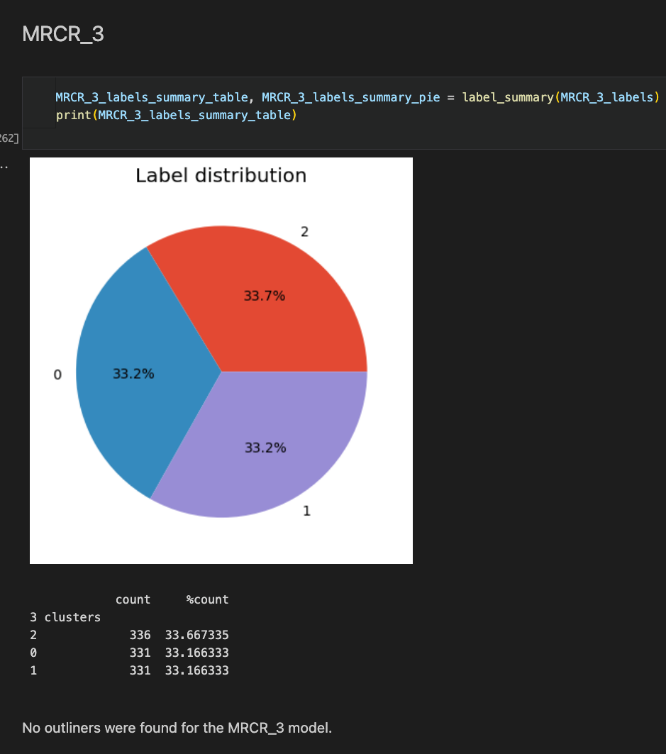 MRCR_3
MRCR_3_labels_summary_table, MRCR_3_labels_summary_pie = label_summary(MRCR_3_labels)
print(MRCR_3_labels_summary_table)
262]
..
Label distribution
2
33.7%
0
33.2%
33.2%
1
count %count
3 clusters
2 336 33.667335
0 331 33.166333
1 331 33.166333
No outliners were found for the MRCR_3 model.